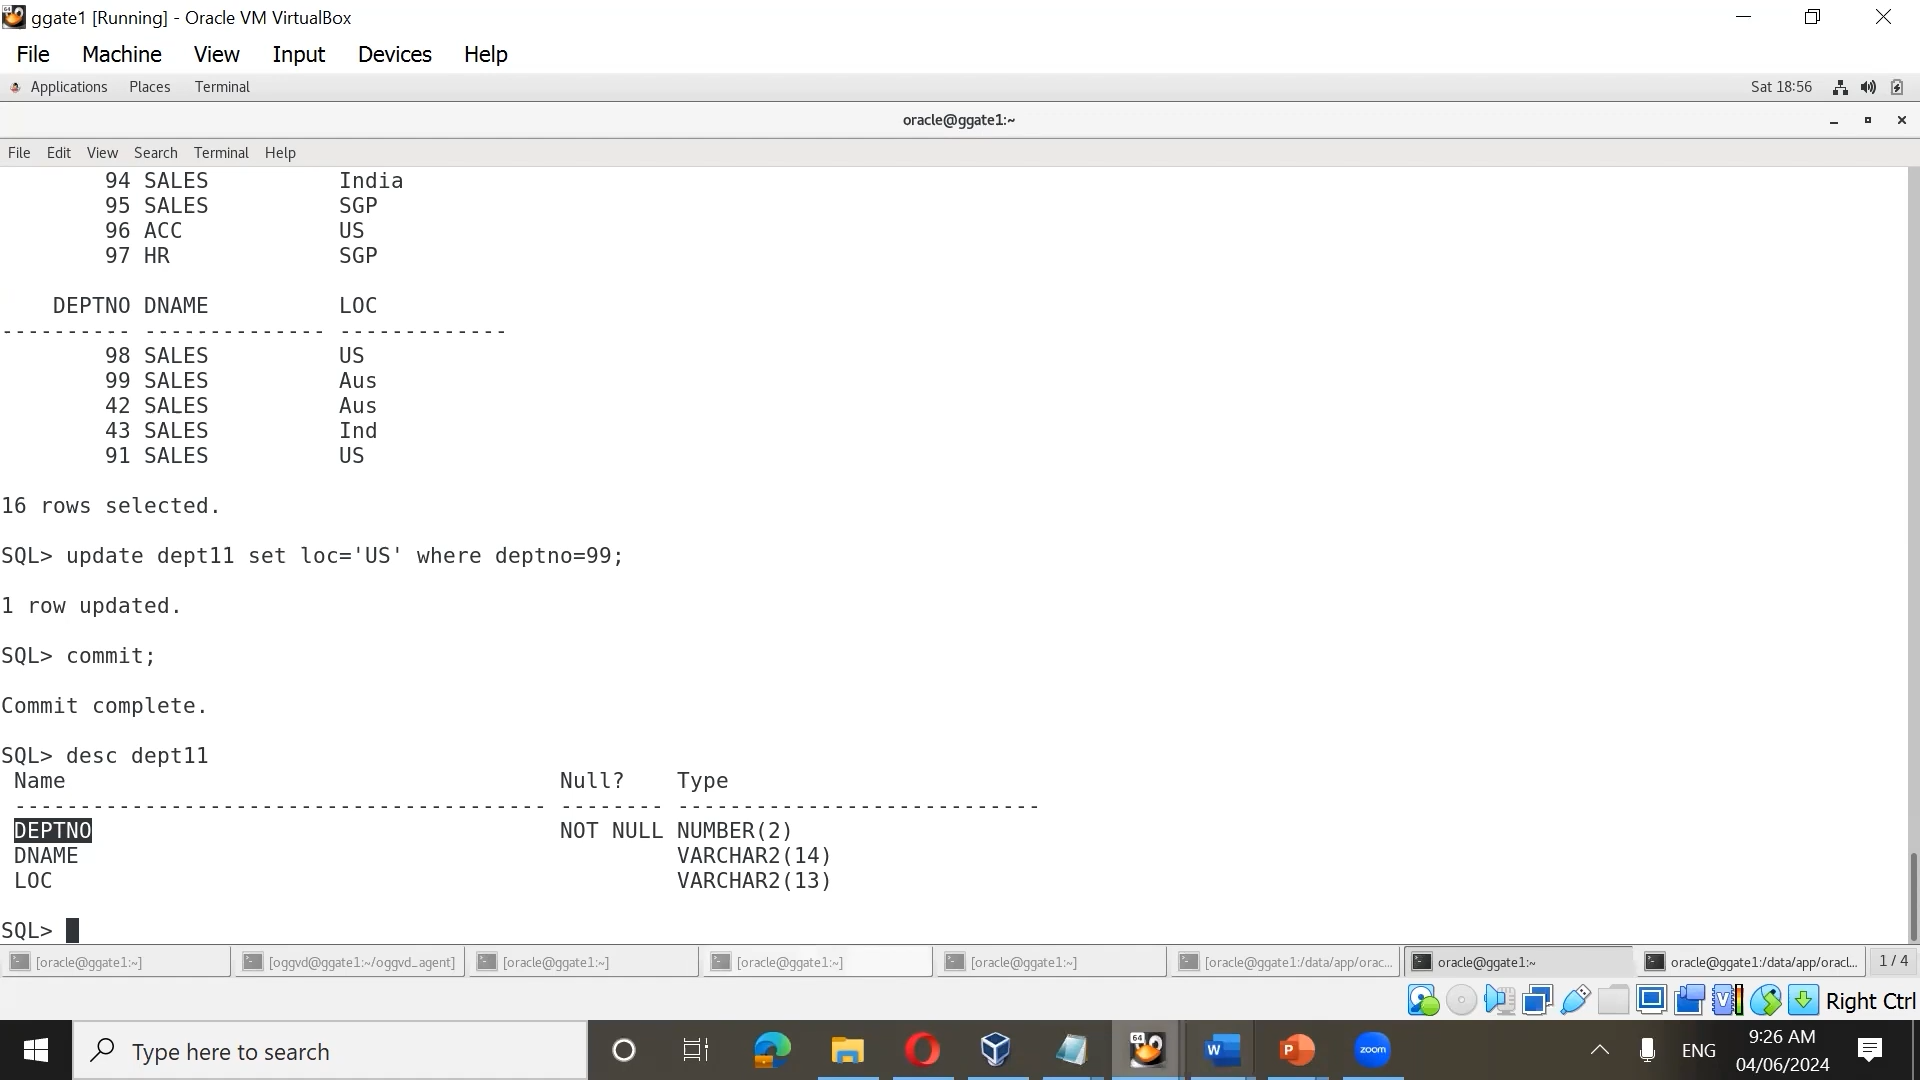 ggate1 [Running] - Oracle VM VirtualBox
File Machine View Input Devices Help
Applications Places Terminal Sat 18:56
oracle@ggate1:~
File Edit View Search Terminal Help
94 SALES India
95 SALES SGP
96 ACC US
97 HR SGP
DEPTNO DNAME LOC
---------- -------------- -------------
98 SALES US
99 SALES Aus
42 SALES Aus
43 SALES Ind
91 SALES US
16 rows selected.
SQL> update dept11 set loc='US' where deptno=99;
1 row updated.
SQL> commit;
Commit complete.
SQL> desc dept11
Name Null? Type
----------------------------------------- -------- ----------------------------
DEPTNO NOT NULL NUMBER(2)
DNAME VARCHAR2(14)
LOC VARCHAR2(13)
SQL>
[oracle@ggate1:~] [oggvd@ggate1:~/oggvd_agent] [oracle@ggate1:~] [oracle@ggate1:~] [oracle@ggate1:~] [oracle@ggate1:/data/app/orac... oracle@ggate1:~ oracle@ggate1:/data/app/oracl... 1 / 4
Right Ctrl
Type here to search
64
zoom
ENG
9:26 AM
04/06/2024